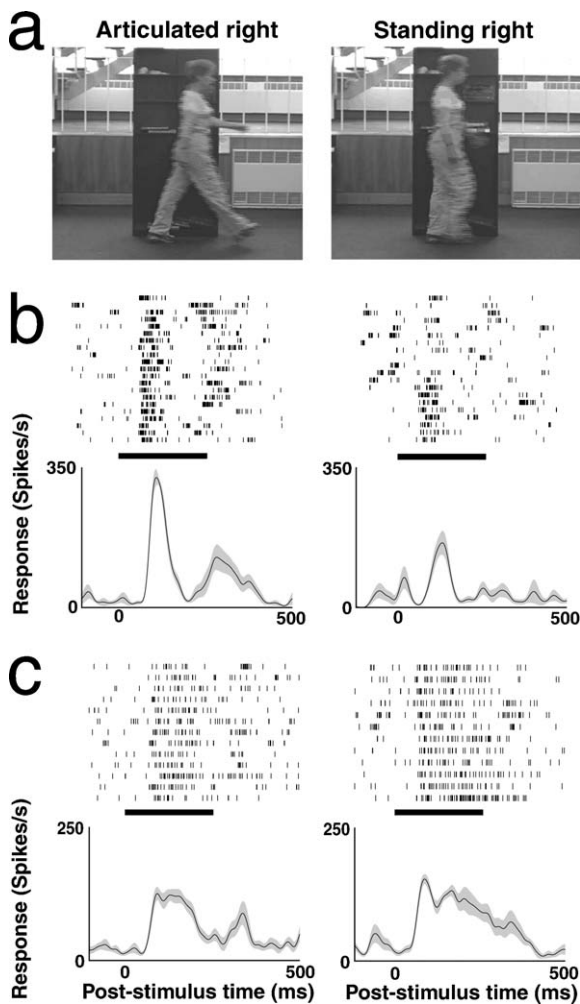 a
Articulated right
Standing right
b
Response (Spikes/s)
350
0
0
500
350
0
0
500
c
Response (Spikes/s)
250
0
0
500
250
0
0
500
Post-stimulus time (ms)
Post-stimulus time (ms)